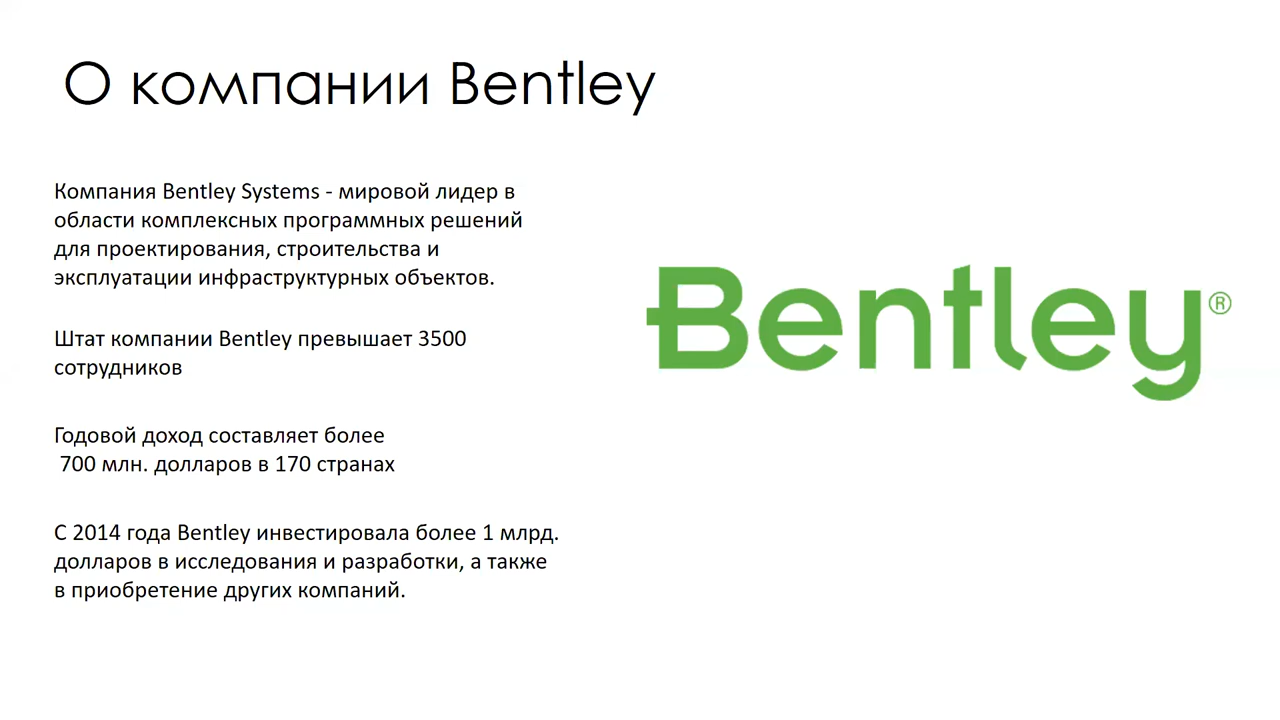 О компании Bentley
Компания Bentley Systems - мировой лидер в
области комплексных программных решений
для проектирования, строительства и
эксплуатации инфраструктурных объектов.
Штат компании Bentley превышает 3500
сотрудников
Годовой доход составляет более
700 млн. долларов в 170 странах
С 2014 года Bentley инвестировала более 1 млрд.
долларов в исследования и разработки, а также
в приобретение других компаний.
Bentley®